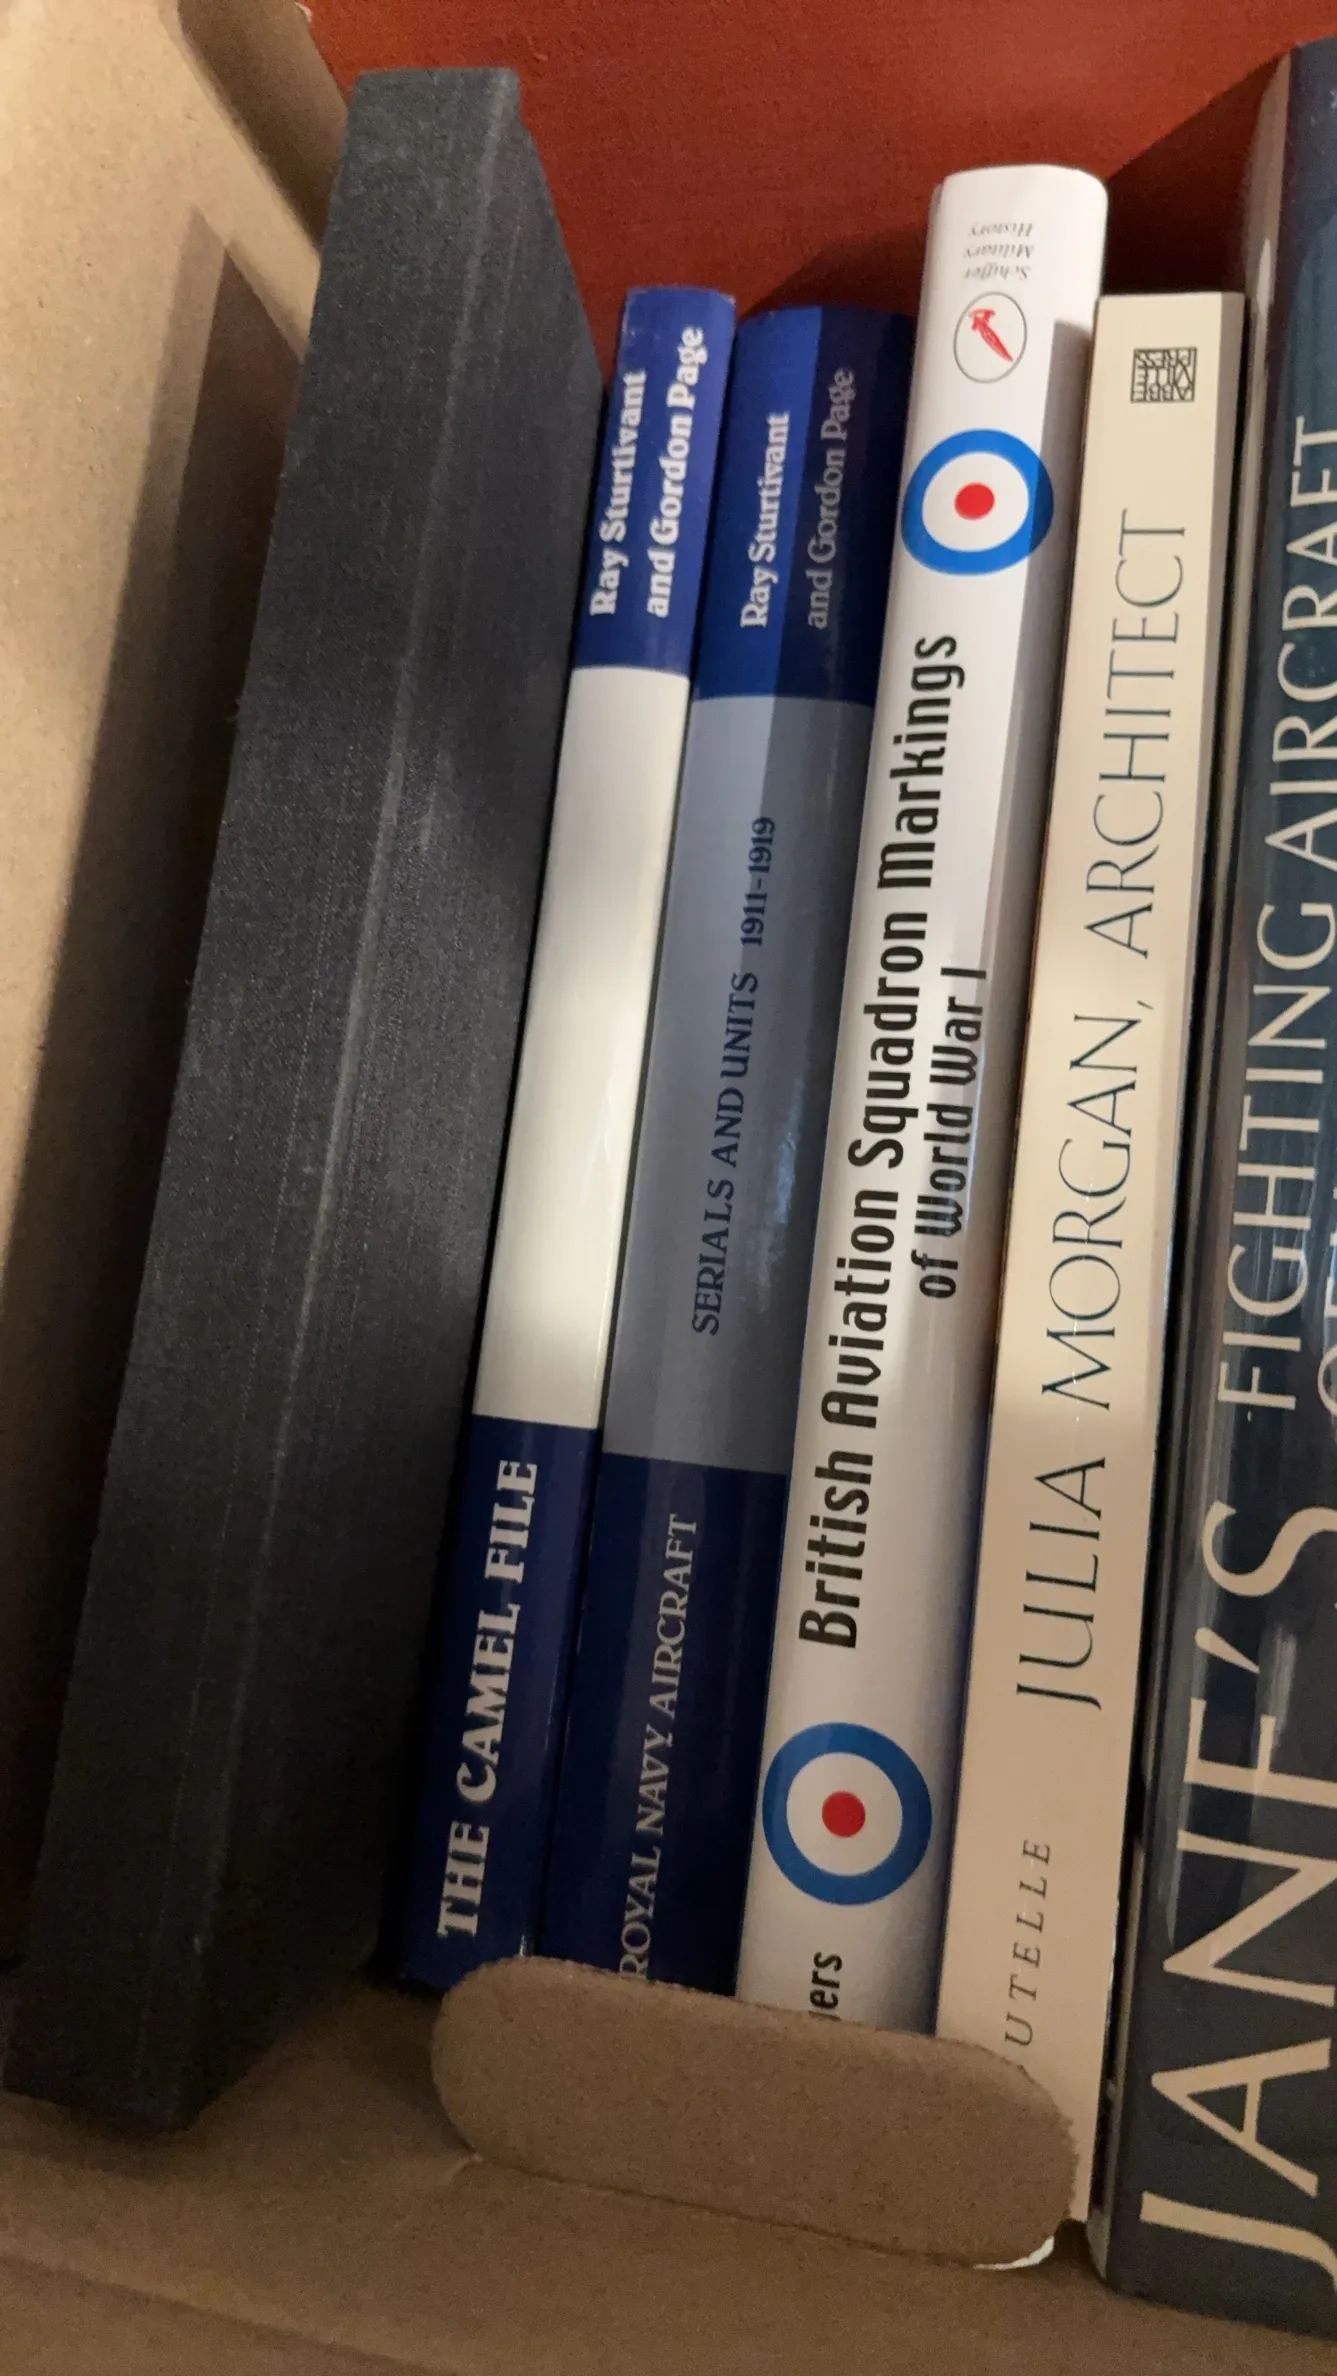 THE CAMEL FILE
Ray Sturtivant
and Gordon Page
ROYAL NAVY AIRCRAFT
SERIALS AND UNITS 1911-1919
Ray Sturtivant
and Gordon Page
gers
British Aviation Squadron Markings
of World War I
Schiffer
Military
History
UTELLE
JULIA MORGAN, ARCHITECT
JANE'S FIGHTING AIRCRAFT